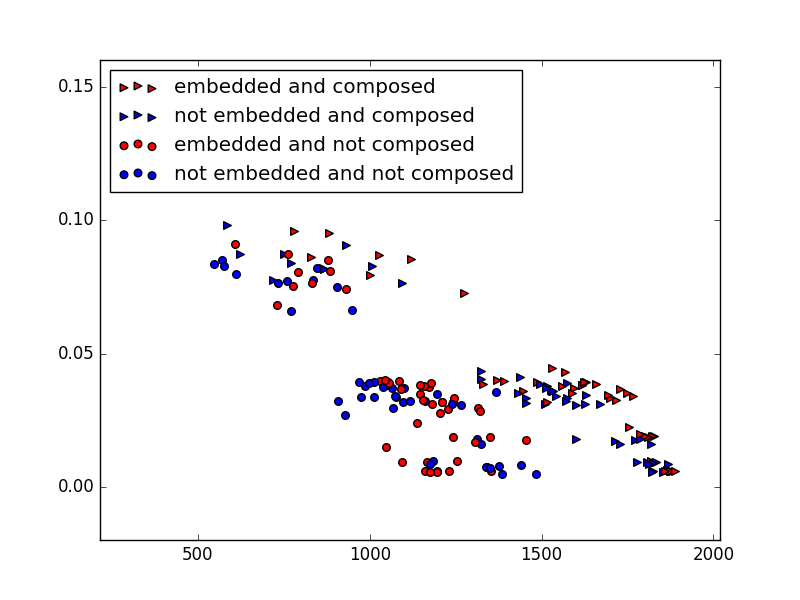 0.15
0.10
0.05
0.00
500
1000
1500
2000
embedded and composed
not embedded and composed
embedded and not composed
not embedded and not composed